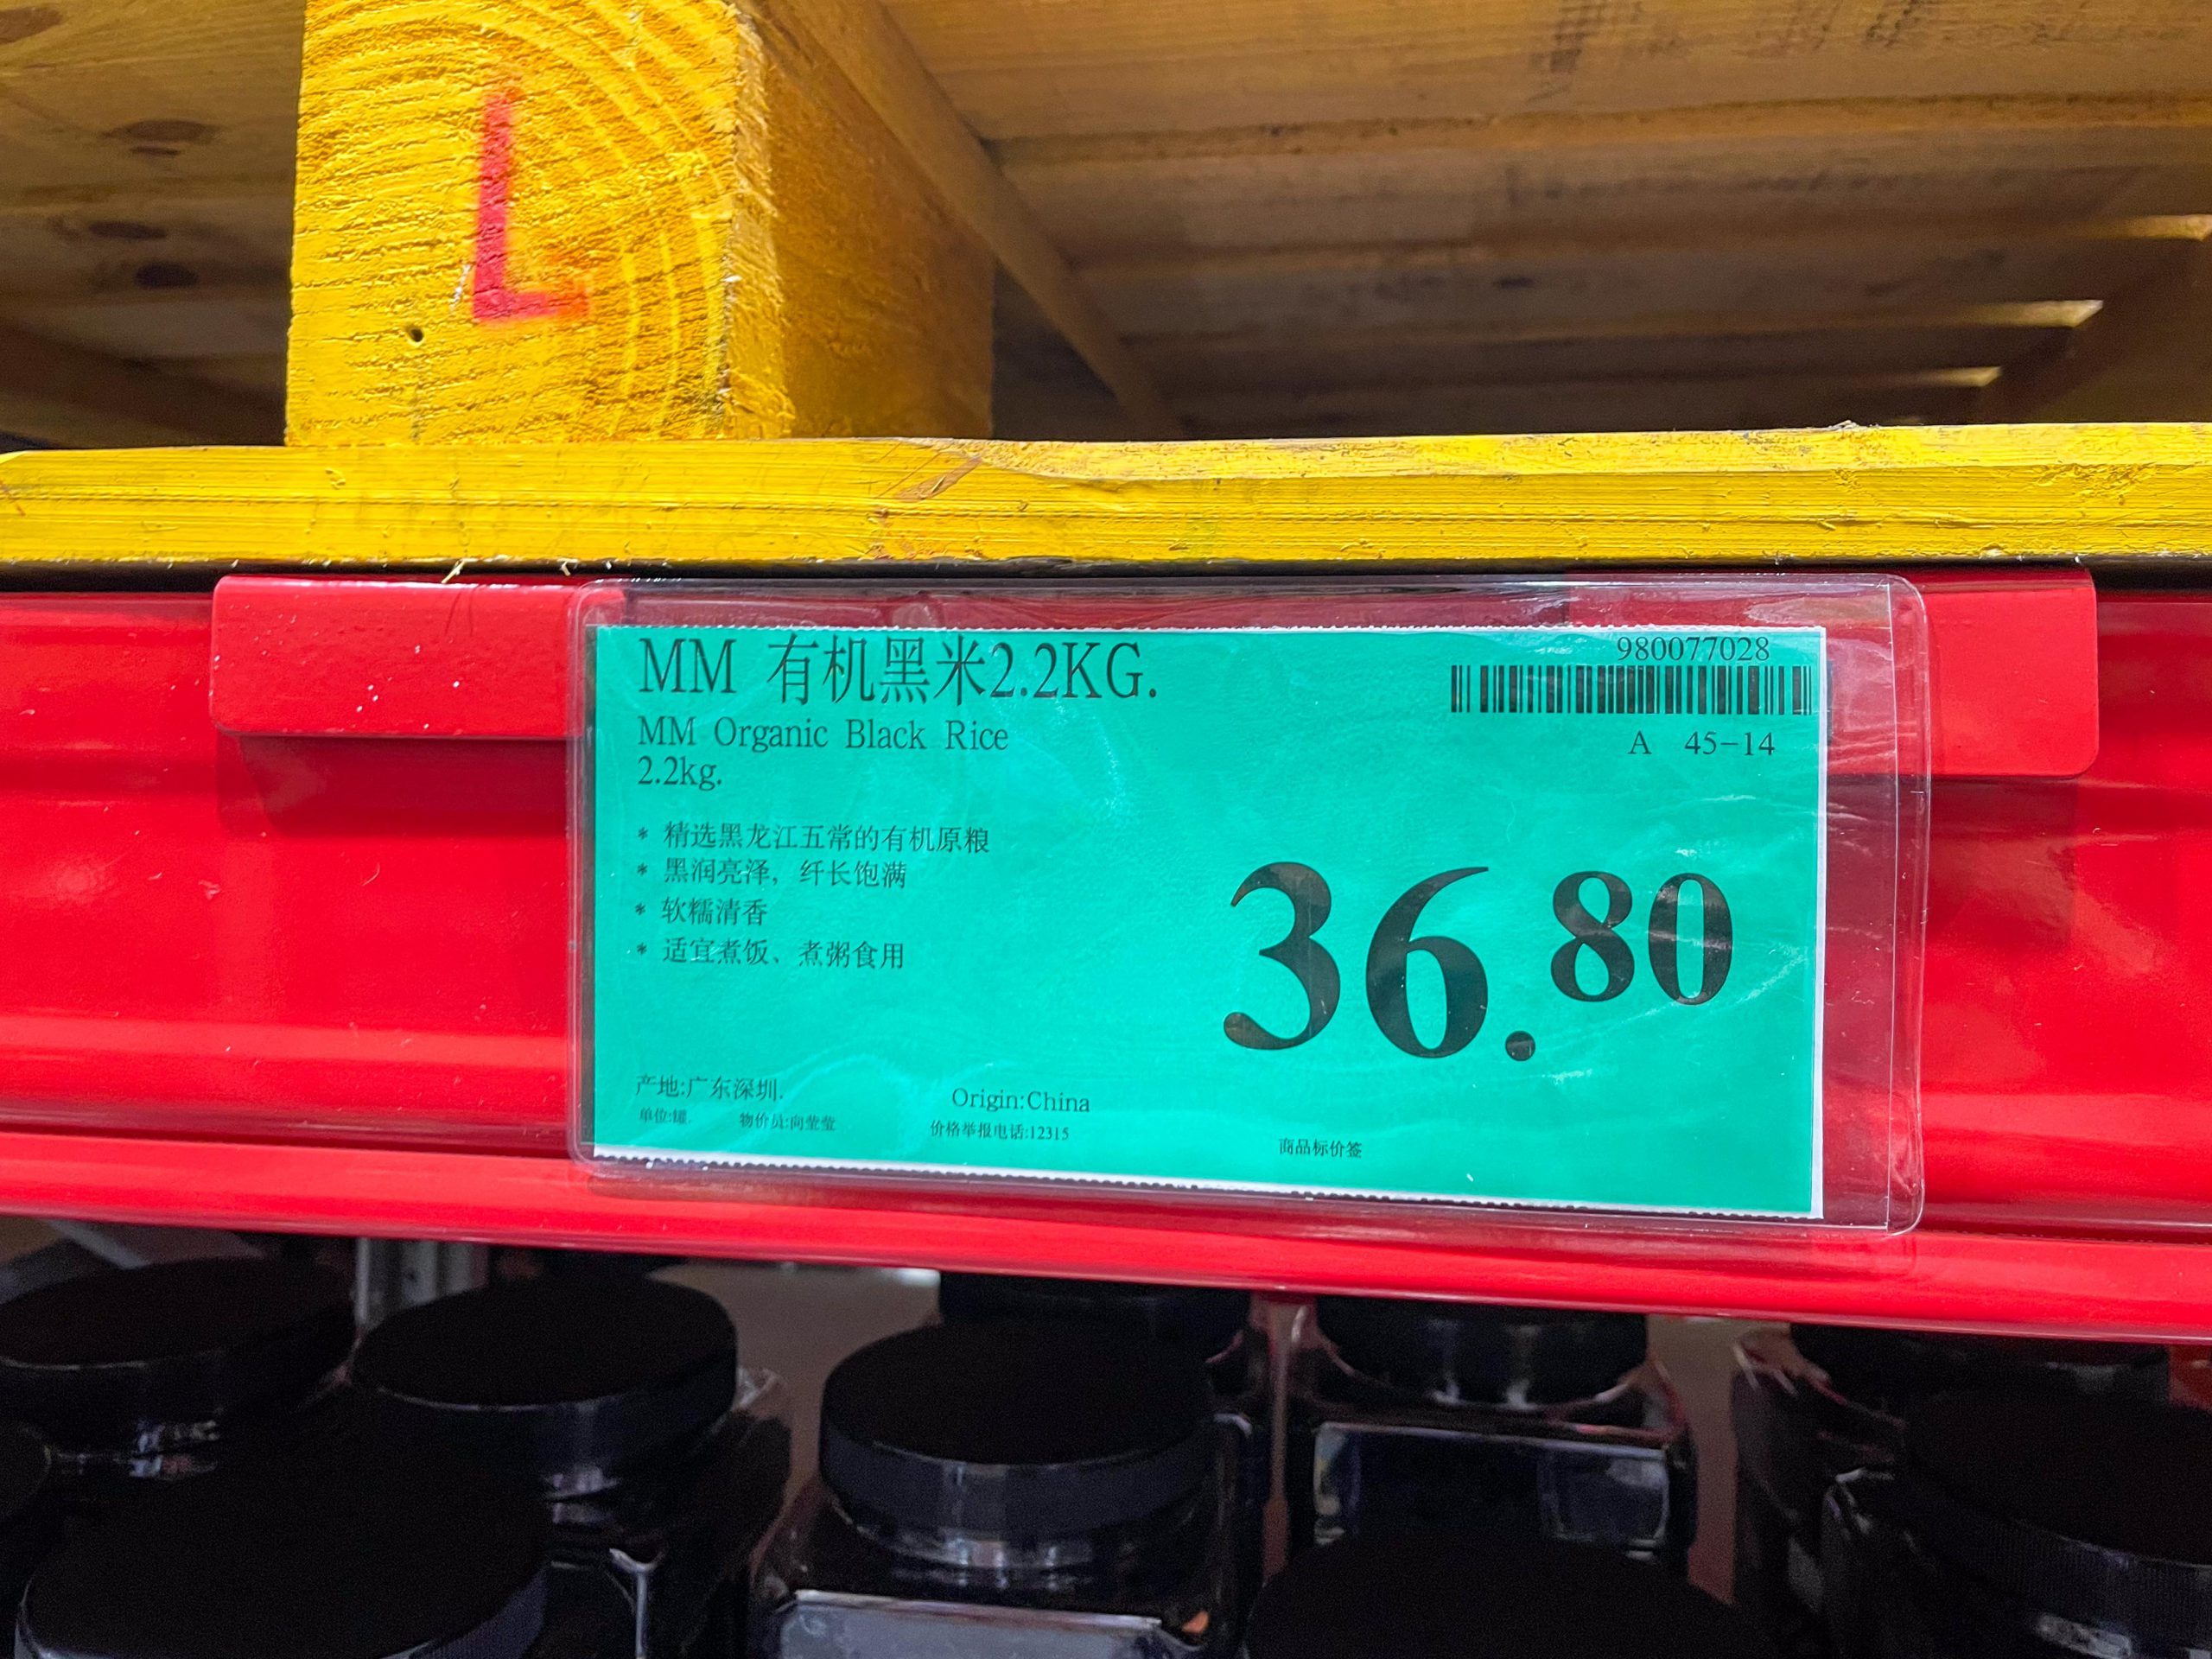 L
MM 有机黑米2.2KG.
980077028
MM Organic Black Rice
2.2kg.
A 45-14
* 精选黑龙江五常的有机原粮
* 黑润亮泽，纤长饱满
* 软糯清香
* 适宜煮饭、煮粥食用
36.80
产地:广东深圳.
Origin:China
单位:罐.
物价员:向莹莹
价格举报电话:12315
商品标价签